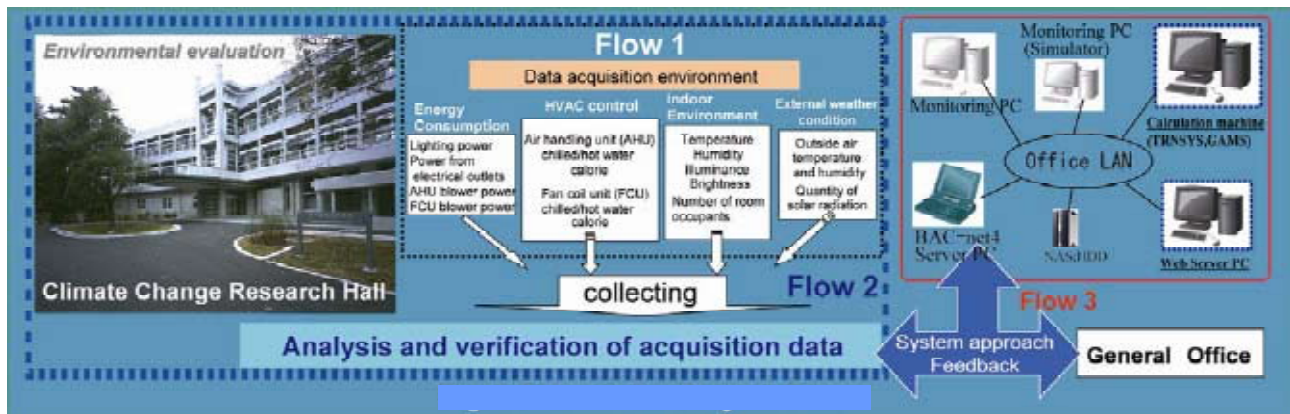 Environmental evaluation
Climate Change Research Hall
Flow 1
Data acquisition environment
Energy
Consumption
Lighting power
Power from
electrical outlets
AHU blower power
FCU blower power
HVAC control
Air handling unit (AHU)
chilled/hot water
calorie
Fan coil unit (FCU)
chilled/hot water
calorie
Indoor
Environment
Temperature
Humidity
Illuminance
Brightness
Number of room
occupants
External weather
condition
Outside air
temperature
and humidity
Quantity of
solar radiation
collecting
Flow 2
Analysis and verification of acquisition data
Monitoring PC
Monitoring PC
(Simulator)
Calculation machine
(TRNSYS,GAMS)
Office LAN
BAC-net4
Server PC
NAS,HDD
Web Server PC
Flow 3
System approach
Feedback
General Office